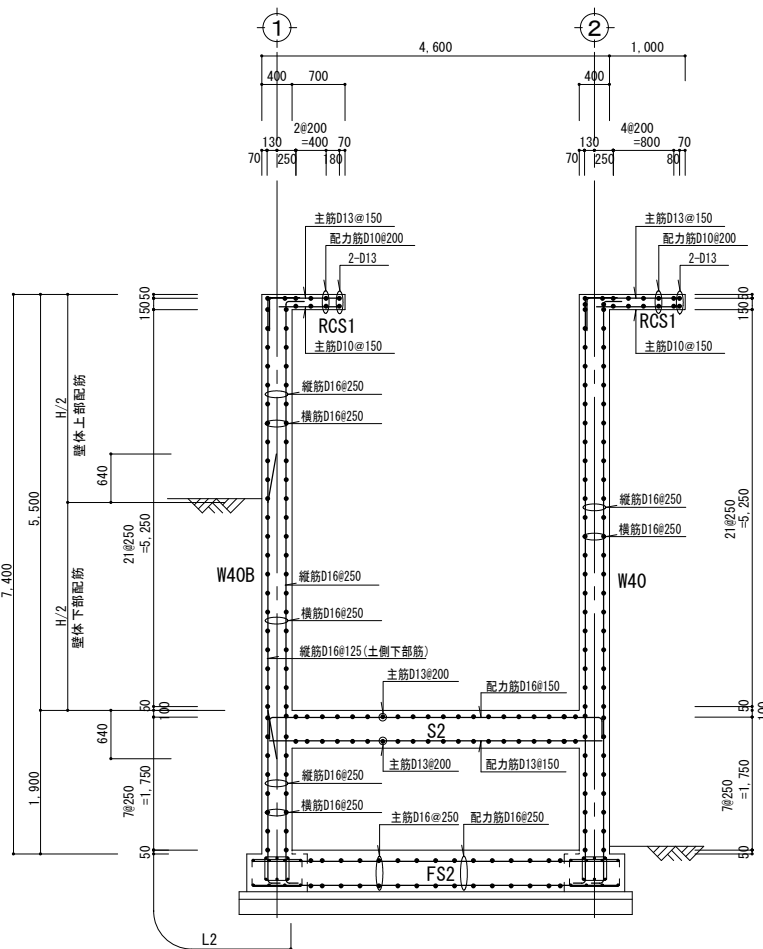 1
2
4,600
1,000
400
700
400
2@200
=400
4@200
=800
70
130
250
180
70
70
130
250
80
70
主筋D13@150
配力筋D10@200
2-D13
主筋D13@150
配力筋D10@200
2-D13
RCS1
RCS1
主筋D10@150
主筋D10@150
50
150
50
150
縦筋D16@250
横筋D16@250
H/2
壁体上部配筋
640
5,500
7,400
21@250
=5,250
縦筋D16@250
横筋D16@250
21@250
=5,250
W40B
縦筋D16@250
W40
H/2
壁体下部配筋
横筋D16@250
縦筋D16@125(土側下部筋)
主筋D13@200
配力筋D16@150
50
100
50
100
S2
640
主筋D13@200
配力筋D13@150
縦筋D16@250
横筋D16@250
1,900
7@250
=1,750
7@250
=1,750
主筋D16@250
配力筋D16@250
50
50
FS2
L2